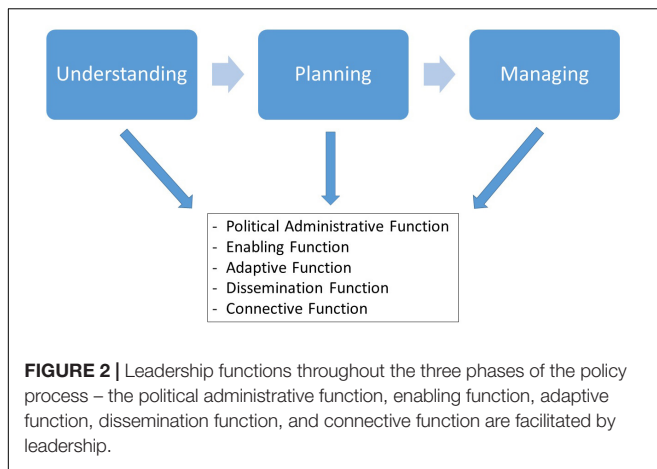 Understanding
Planning
Managing
- Political Administrative Function
- Enabling Function
- Adaptive Function
- Dissemination Function
- Connective Function
FIGURE 2 | Leadership functions throughout the three phases of the policy
process – the political administrative function, enabling function, adaptive
function, dissemination function, and connective function are facilitated by
leadership.